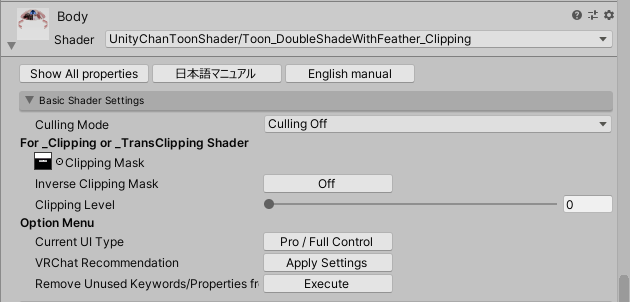 Body
Shader UnityChanToonShader/Toon_DoubleShadeWithFeather_Clipping
Show All properties 日本語マニュアル English manual
Basic Shader Settings
Culling Mode Culling Off
For _Clipping or _TransClipping Shader
Clipping Mask
Inverse Clipping Mask Off
Clipping Level 0
Option Menu
Current UI Type Pro / Full Control
VRChat Recommendation Apply Settings
Remove Unused Keywords/Properties fr Execute